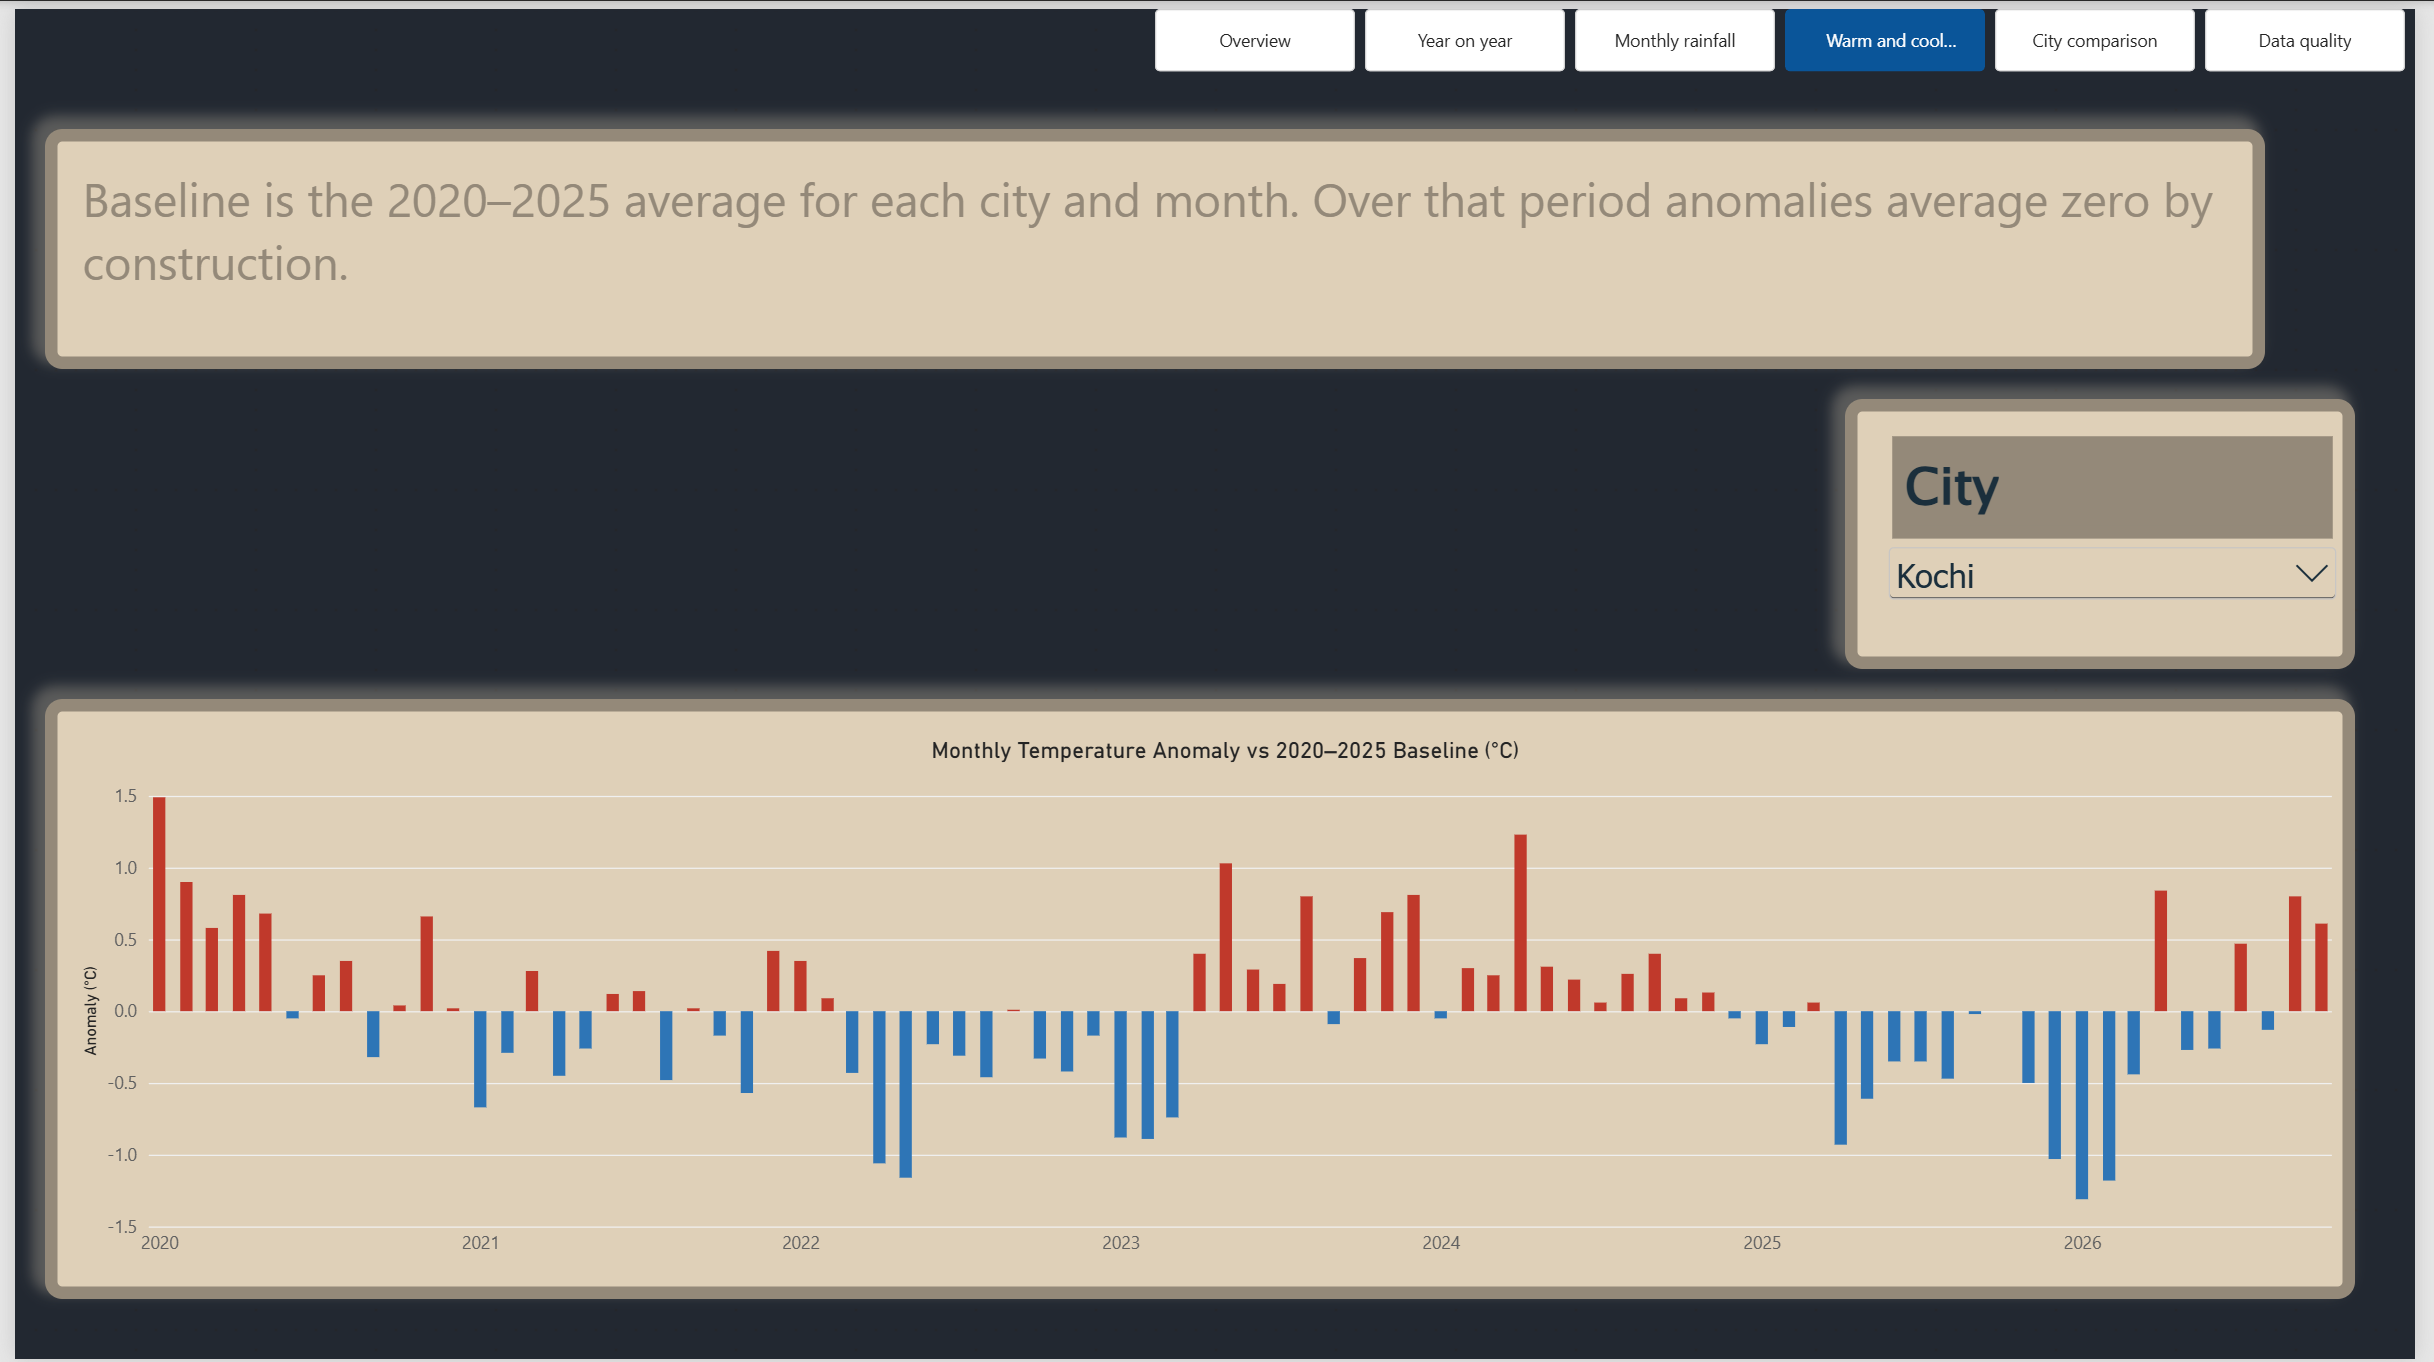 Overview
Year on year
Monthly rainfall
Warm and cool...
City comparison
Data quality
Baseline is the 2020–2025 average for each city and month. Over that period anomalies average zero by
construction.
City
Kochi
Monthly Temperature Anomaly vs 2020–2025 Baseline (°C)
Anomaly (°C)
1.5
1.0
0.5
0.0
-0.5
-1.0
-1.5
2020
2021
2022
2023
2024
2025
2026